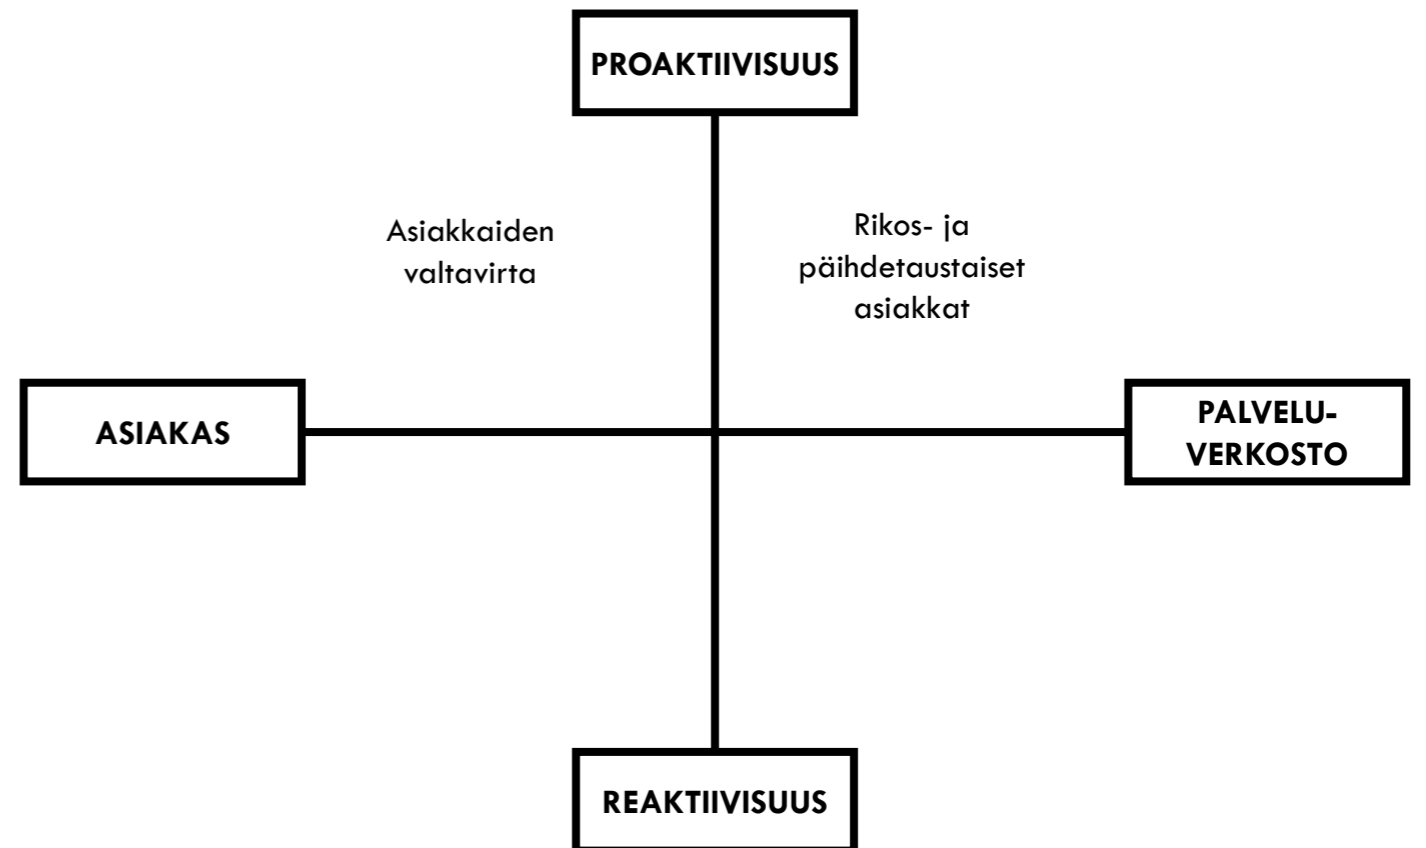 PROAKTIIVISUUS
Asiakkaiden
valtavirta
Rikos- ja
päihdetaustaiset
asiakkat
ASIAKAS
PALVELU-
VERKOSTO
REAKTIIVISUUS